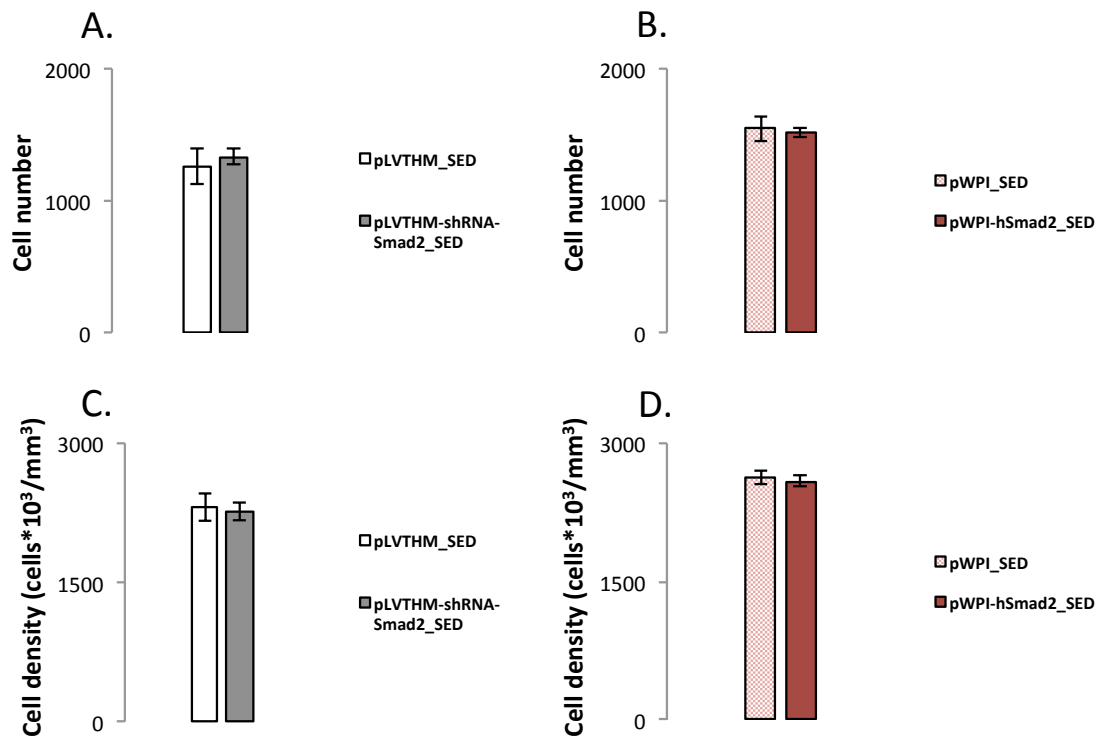 A.
2000
1000
0
Cell number
pLVTHM_SED
pLVTHM-shRNA-
Smad2_SED
B.
2000
1000
0
Cell number
pWPI_SED
pWPI-hSmad2_SED
C.
3000
1500
0
Cell density (cells*10³/mm³)
pLVTHM_SED
pLVTHM-shRNA-
Smad2_SED
D.
3000
1500
0
Cell density (cells*10³/mm³)
pWPI_SED
pWPI-hSmad2_SED